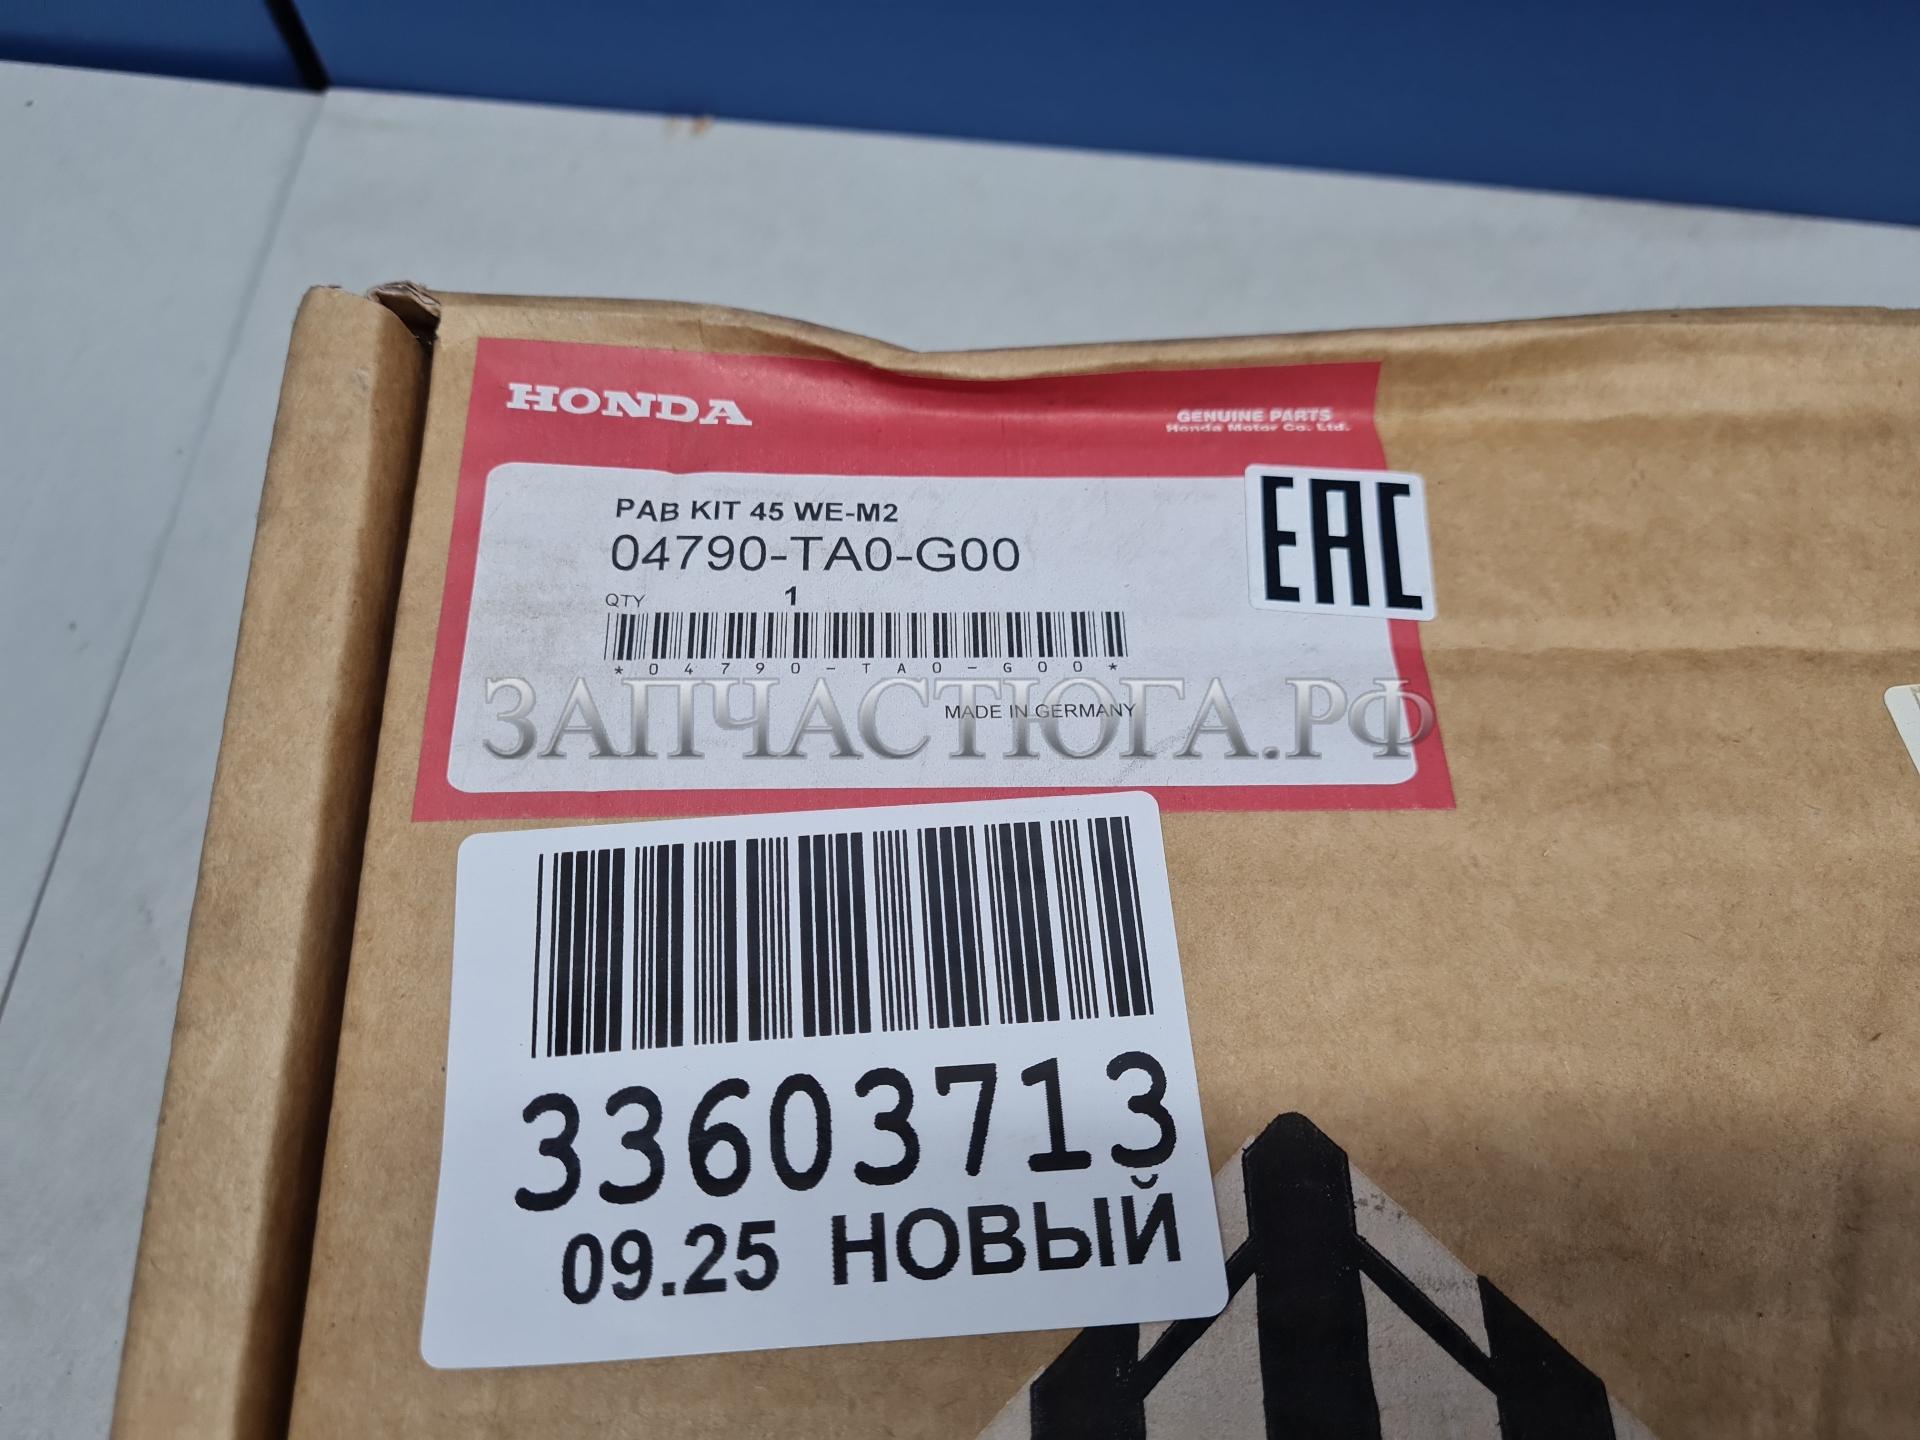 HONDA
GENUINE PARTS
Honda Motor Co. Ltd.
PAB KIT 45 WE-M2
04790-TA0-G00
EAC
QTY 1
*04790-TA0-G00*
ЗАПЧАСТЮГА.РФ
MADE IN GERMANY
33603713
09.25 НОВЫЙ